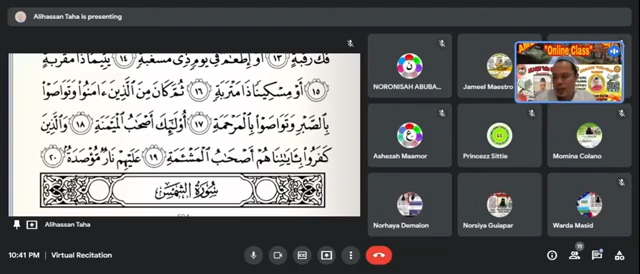 Alihassan Taha is presenting
فَكُّ رَقَبَةٍ ١٣ أَوْ إِطْعَٰمٌ فِى يَوْمٍ ذِى مَسْغَبَةٍ ١٤ يَتِيمًا ذَا مَقْرَبَةٍ
١٥ أَوْ مِسْكِينًا ذَا مَتْرَبَةٍ ١٦ ثُمَّ كَانَ مِنَ ٱلَّذِينَ ءَامَنُوا۟ وَتَوَاصَوْا۟
بِٱلصَّبْرِ وَتَوَاصَوْا۟ بِٱلْمَرْحَمَةِ ١٧ أُو۟لَٰٓئِكَ أَصْحَٰبُ ٱلْمَيْمَنَةِ ١٨ وَٱلَّذِينَ
كَفَرُوا۟ بِـَٔايَٰتِنَا هُمْ أَصْحَٰبُ ٱلْمَشْـَٔمَةِ ١٩ عَلَيْهِمْ نَارٌ مُّؤْصَدَةٌۢ ٢٠
سُورَةُ الشَّمْسِ
Alihassan Taha
NORONISAH ABUBA...
Jameel Maestro
"Online Class"
Ashezah Maamor
Princezz Sittie
Momina Colano
Norhaya Demalon
Norsiya Guiapar
Warda Masid
10:41 PM | Virtual Recitation